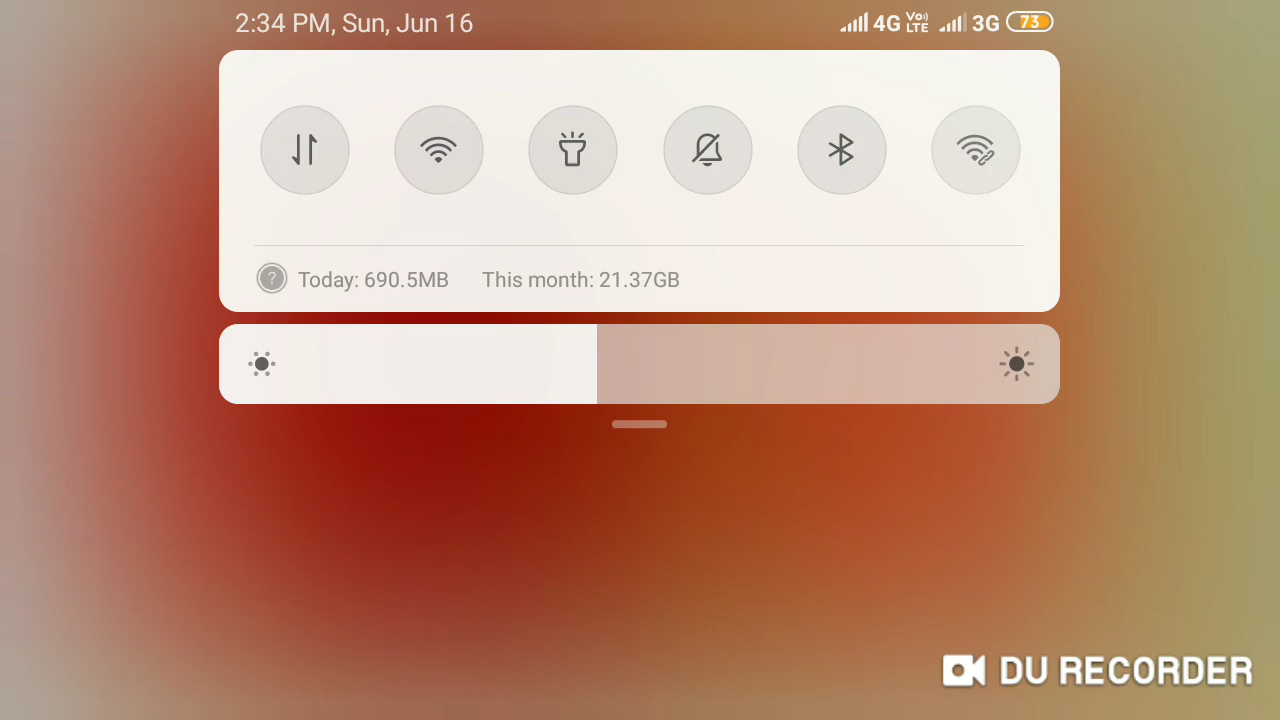 2:34 PM, Sun, Jun 16 4G Vo LTE 3G 73
? Today: 690.5MB This month: 21.37GB
DU RECORDER